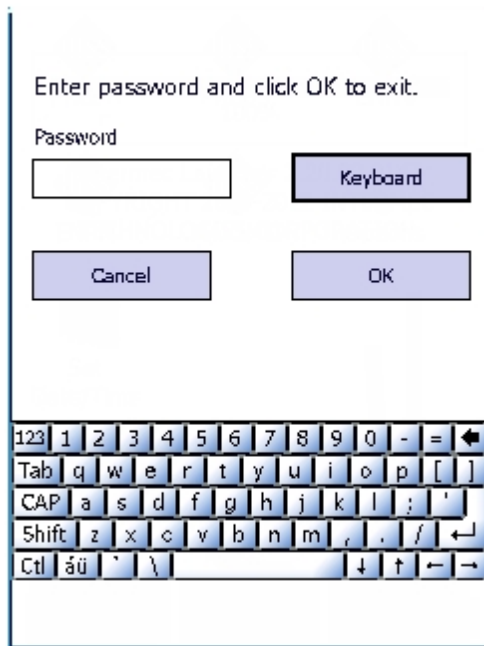 Enter password and click OK to exit.
Password
Keyboard
Cancel OK
123 1 2 3 4 5 6 7 8 9 0 - = 🡄
Tab q w e r t y u i o p [ ]
CAP a s d f g h j k l ; '
Shift z x c v b n m , . / ↵
Ctl áü ` \ ↓ ↑ ← →